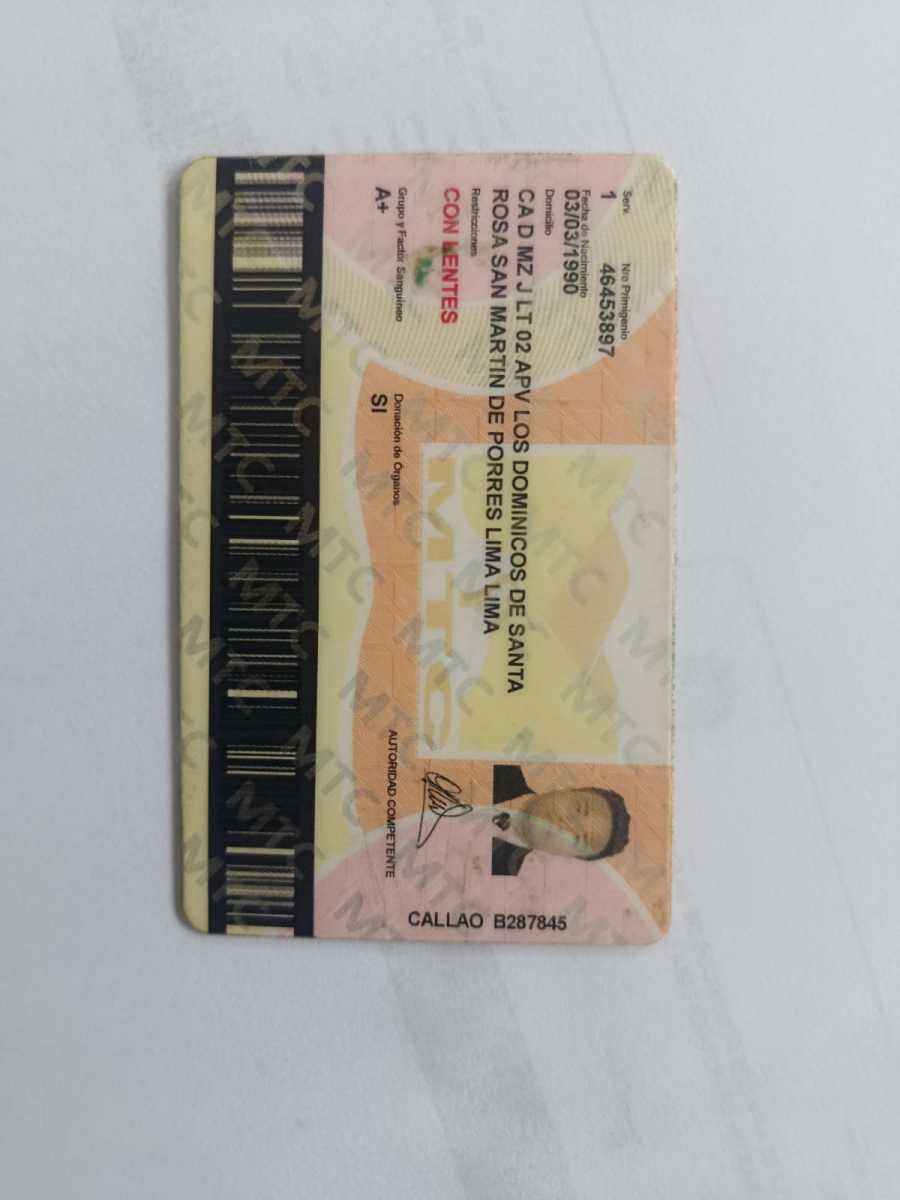 Serv. Nro Primigenio
1 46453897
Fecha de Nacimiento
03/03/1990
Domicilio
CA D MZ J LT 02 APV LOS DOMINICOS DE SANTA
ROSA SAN MARTIN DE PORRES LIMA LIMA
Restricciones
CON LENTES
Grupo y Factor Sanguineo Donación de Órganos
A+ SI
AUTORIDAD COMPETENTE
CALLAO B287845
MTC